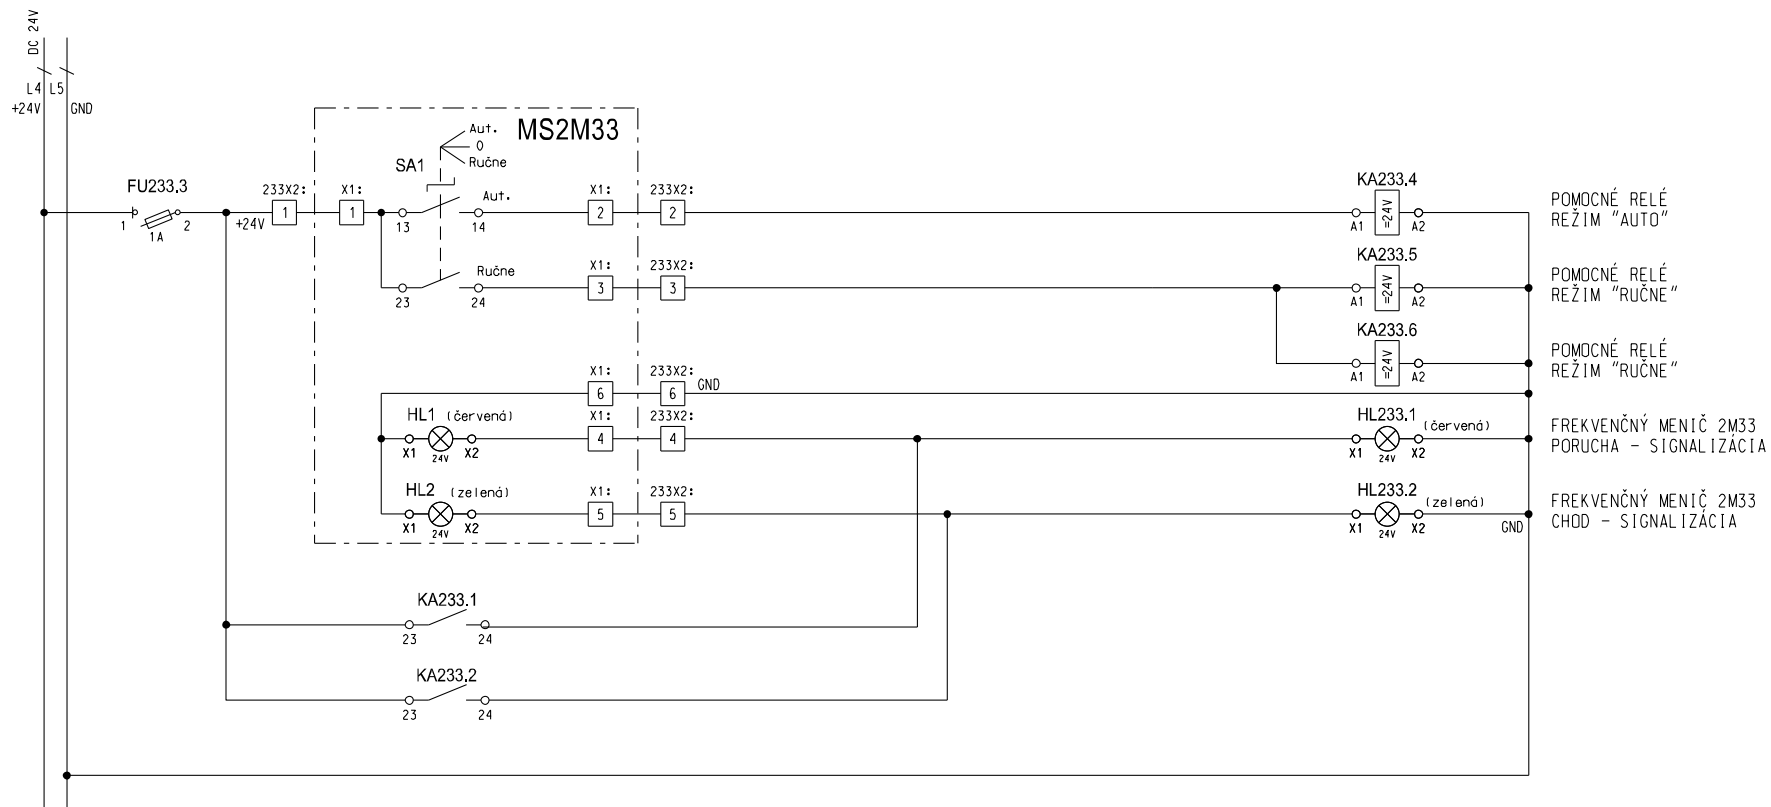 DC 24V
L4 L5
+24V GND
MS2M33
Aut.
0
Ručne
SA1
FU233.3
1 2
1A
+24V
233X2:
1
X1:
1
13 14
Aut.
X1:
2
233X2:
2
KA233.4
A1 =24V A2
POMOCNÉ RELÉ
REŽIM "AUTO"
23 24
Ručne
X1:
3
233X2:
3
KA233.5
A1 =24V A2
POMOCNÉ RELÉ
REŽIM "RUČNE"
KA233.6
A1 =24V A2
POMOCNÉ RELÉ
REŽIM "RUČNE"
X1:
6
233X2:
6
GND
HL1 (červená)
X1 24V X2
X1:
4
233X2:
4
HL233.1 (červená)
X1 24V X2
FREKVENČNÝ MENIČ 2M33
PORUCHA - SIGNALIZÁCIA
HL2 (zelená)
X1 24V X2
X1:
5
233X2:
5
HL233.2 (zelená)
X1 24V X2
GND
FREKVENČNÝ MENIČ 2M33
CHOD - SIGNALIZÁCIA
KA233.1
23 24
KA233.2
23 24